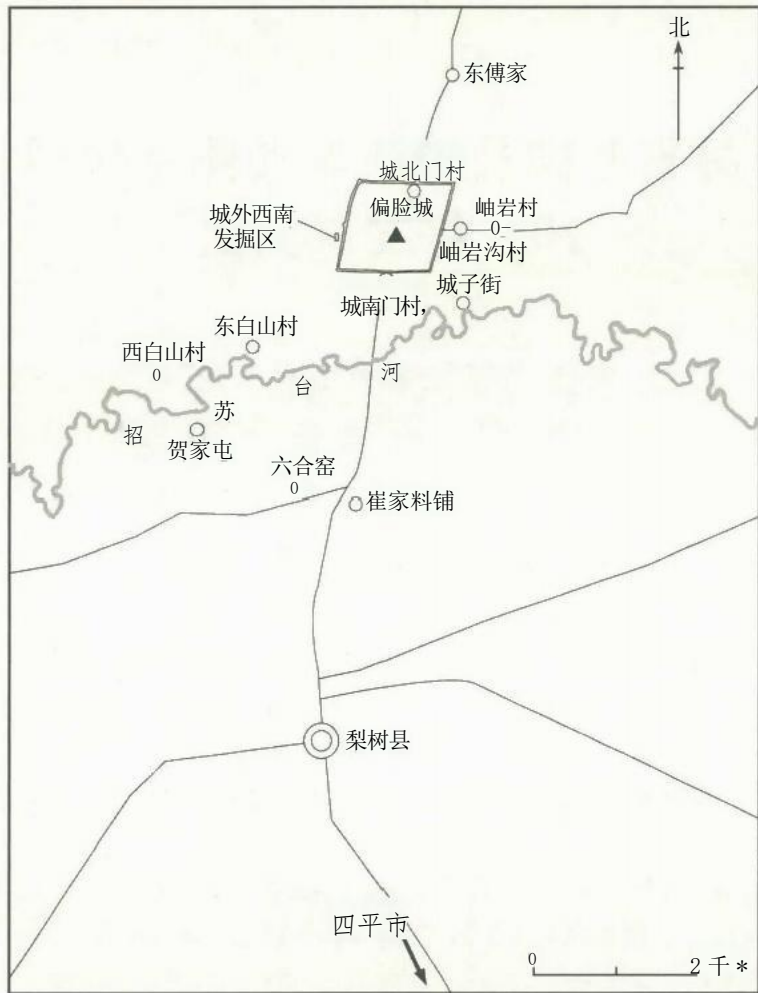 北
东傅家
城北门村
偏脸城
岫岩村
0-
城外西南
发掘区
岫岩沟村
城子街
城南门村，
东白山村
西白山村
0
台
河
苏
招
贺家屯
六合窑
0
崔家料铺
梨树县
四平市
0
2千*